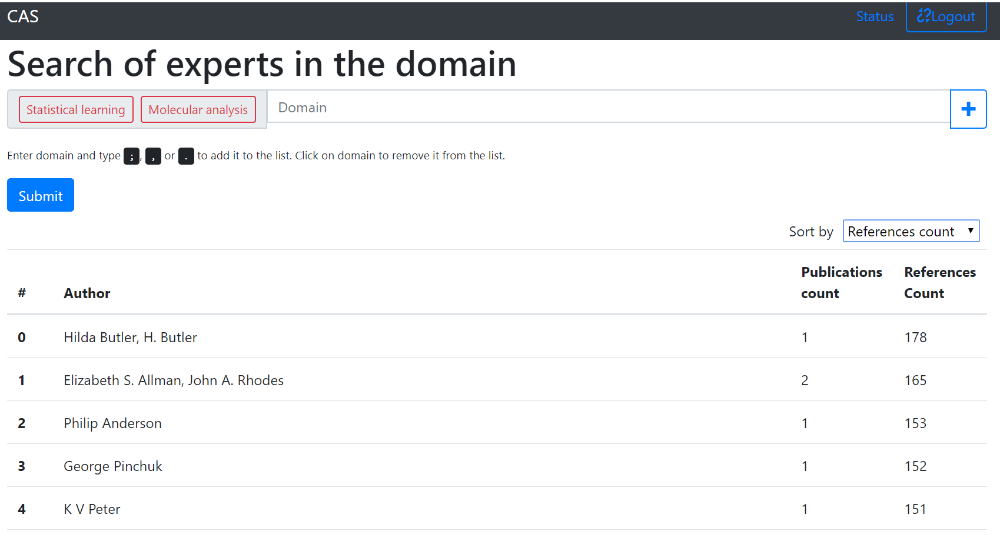 CAS Status Logout
Search of experts in the domain
Statistical learning Molecular analysis Domain +
Enter domain and type ; , , or . to add it to the list. Click on domain to remove it from the list.
Submit
Sort by References count
# Author Publications count References Count
0 Hilda Butler, H. Butler 1 178
1 Elizabeth S. Allman, John A. Rhodes 2 165
2 Philip Anderson 1 153
3 George Pinchuk 1 152
4 K V Peter 1 151